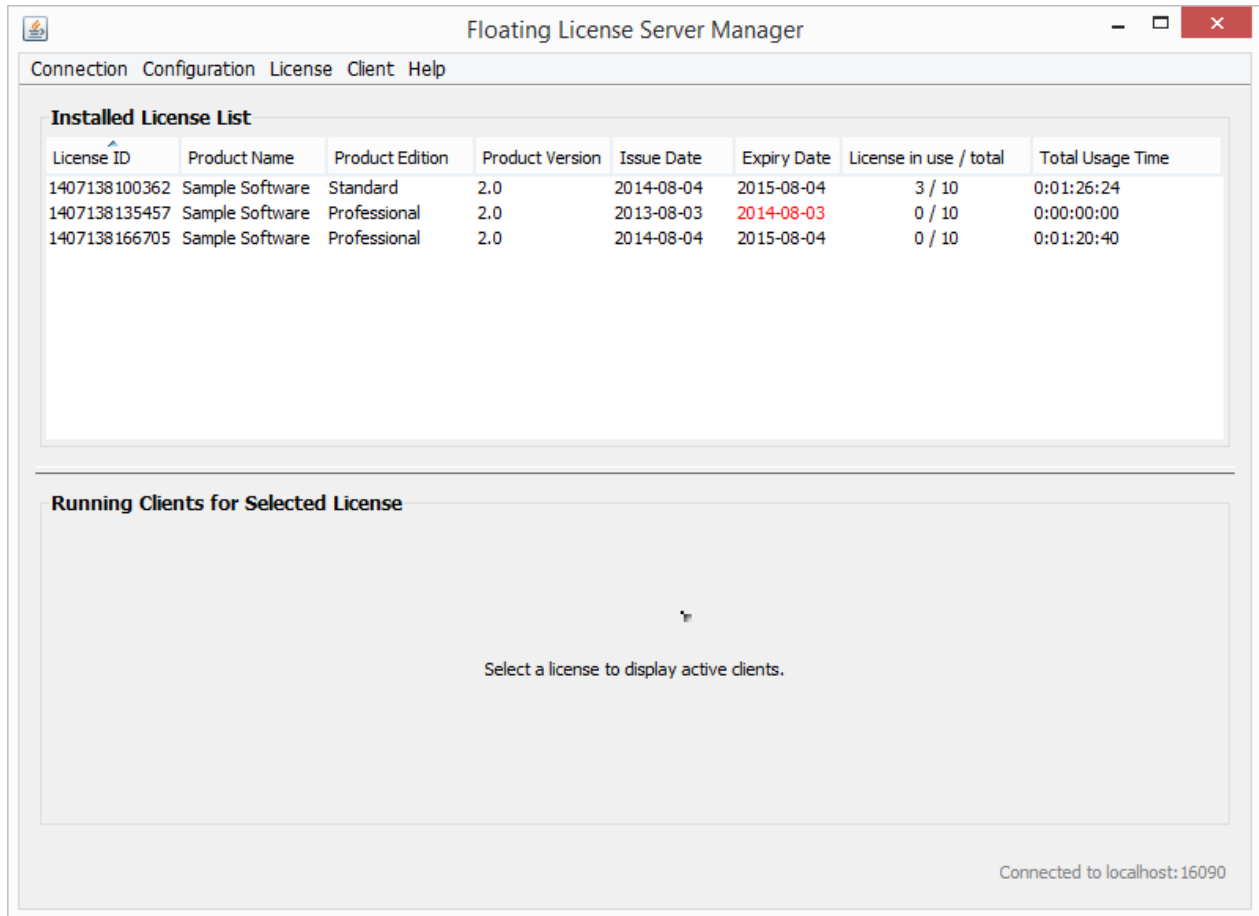 Floating License Server Manager
Connection Configuration License Client Help
Installed License List
License ID Product Name Product Edition Product Version Issue Date Expiry Date License in use / total Total Usage Time
1407138100362 Sample Software Standard 2.0 2014-08-04 2015-08-04 3 / 10 0:01:26:24
1407138135457 Sample Software Professional 2.0 2013-08-03 2014-08-03 0 / 10 0:00:00:00
1407138166705 Sample Software Professional 2.0 2014-08-04 2015-08-04 0 / 10 0:01:20:40
Running Clients for Selected License
Select a license to display active clients.
Connected to localhost:16090